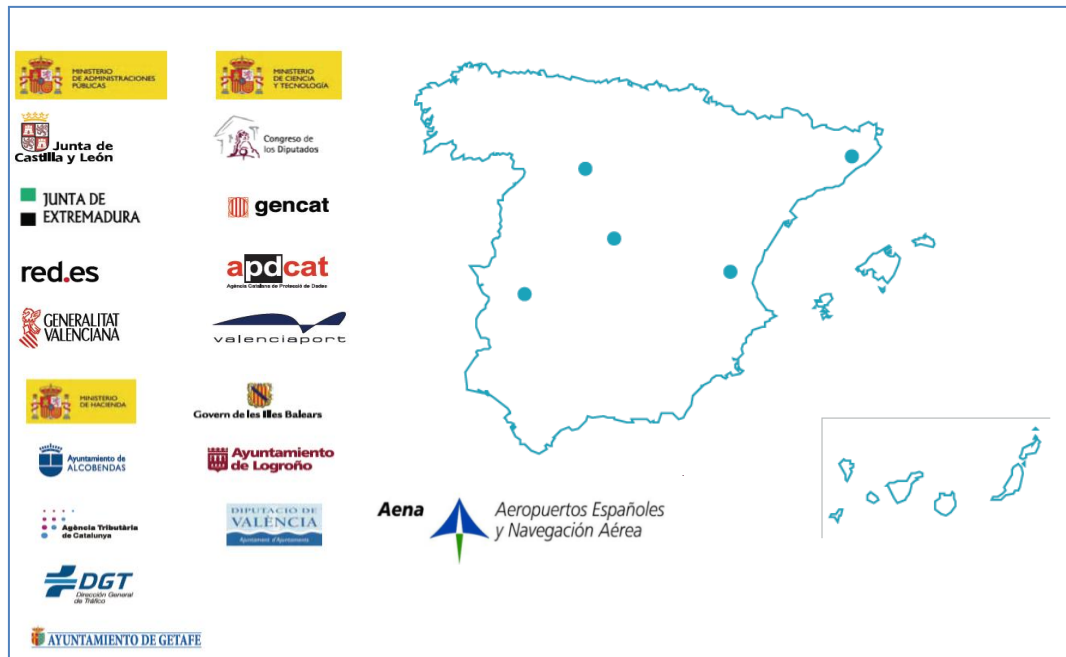 MINISTERIO
DE ADMINISTRACIONES
PÚBLICAS
MINISTERIO
DE CIENCIA
Y TECNOLOGÍA
Junta de
Castilla y León
Congreso de
los Diputados
JUNTA DE
EXTREMADURA
gencat
red.es
apdcat
Agència Catalana de Protecció de Dades
GENERALITAT
VALENCIANA
valenciaport
MINISTERIO
DE HACIENDA
Govern de les Illes Balears
Ayuntamiento de
ALCOBENDAS
Ayuntamiento
de Logroño
Agència Tributària
de Catalunya
DIPUTACIÓ DE
VALÈNCIA
Ajuntament d'Ajuntaments
Aena
Aeropuertos Españoles
y Navegación Aérea
DGT
Dirección General
de Tráfico
AYUNTAMIENTO DE GETAFE